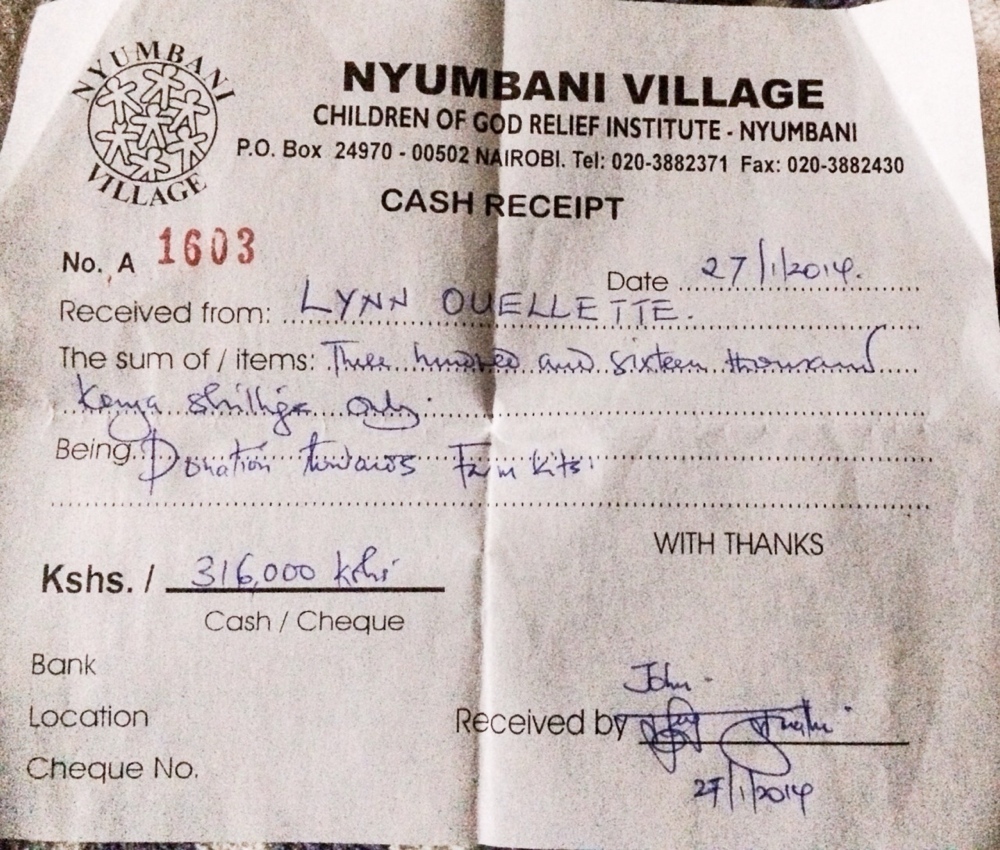 NYUMBANI VILLAGE
NYUMBANI VILLAGE
CHILDREN OF GOD RELIEF INSTITUTE - NYUMBANI
P.O. Box 24970 - 00502 NAIROBI. Tel: 020-3882371 Fax: 020-3882430
CASH RECEIPT
No. A 1603
Date 27/1/2014.
Received from: LYNN OUELLETTE.
The sum of / items: Three hundred and sixteen thousand
Kenya shillings only.
Being Donation towards Farm Kits.
WITH THANKS
Kshs. / 316,000 Kshs
Cash / Cheque
Bank
Location
John
Received by
Cheque No.
27/1/2014